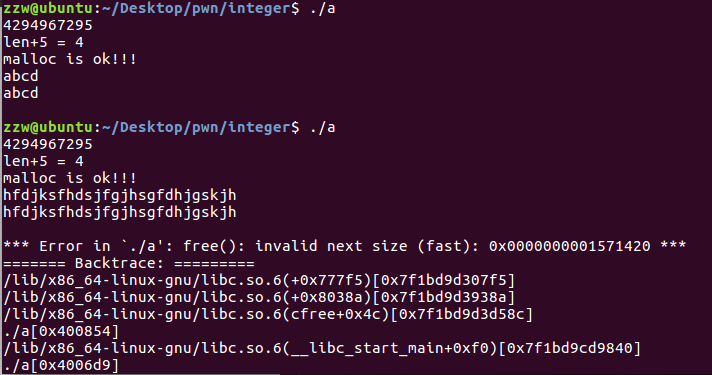 zzw@ubuntu:~/Desktop/pwn/integer$ ./a
4294967295
len+5 = 4
malloc is ok!!!
abcd
abcd
zzw@ubuntu:~/Desktop/pwn/integer$ ./a
4294967295
len+5 = 4
malloc is ok!!!
hfdjksfhdsjfgjhsgfdhjgskjh
hfdjksfhdsjfgjhsgfdhjgskjh
*** Error in `./a': free(): invalid next size (fast): 0x0000000001571420 ***
======= Backtrace: =========
/lib/x86_64-linux-gnu/libc.so.6(+0x777f5)[0x7f1bd9d307f5]
/lib/x86_64-linux-gnu/libc.so.6(+0x8038a)[0x7f1bd9d3938a]
/lib/x86_64-linux-gnu/libc.so.6(cfree+0x4c)[0x7f1bd9d3d58c]
./a[0x400854]
/lib/x86_64-linux-gnu/libc.so.6(__libc_start_main+0xf0)[0x7f1bd9cd9840]
./a[0x4006d9]